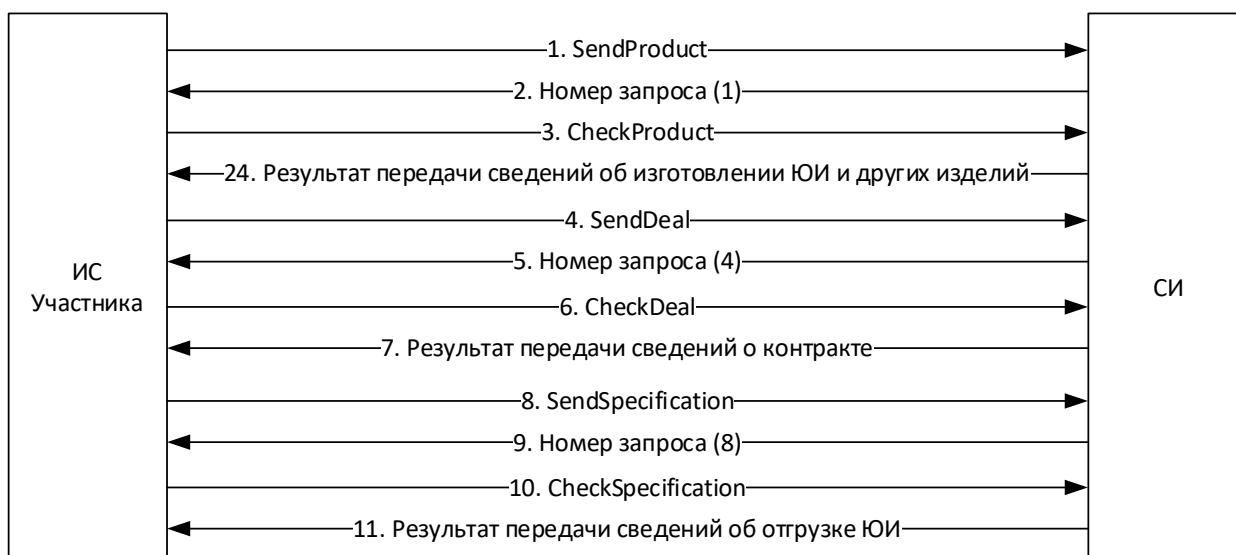 1. SendProduct
2. Номер запроса (1)
3. CheckProduct
24. Результат передачи сведений об изготовлении ЮИ и других изделий
4. SendDeal
5. Номер запроса (4)
ИС
Участника
6. CheckDeal
СИ
7. Результат передачи сведений о контракте
8. SendSpecification
9. Номер запроса (8)
10. CheckSpecification
11. Результат передачи сведений об отгрузке ЮИ